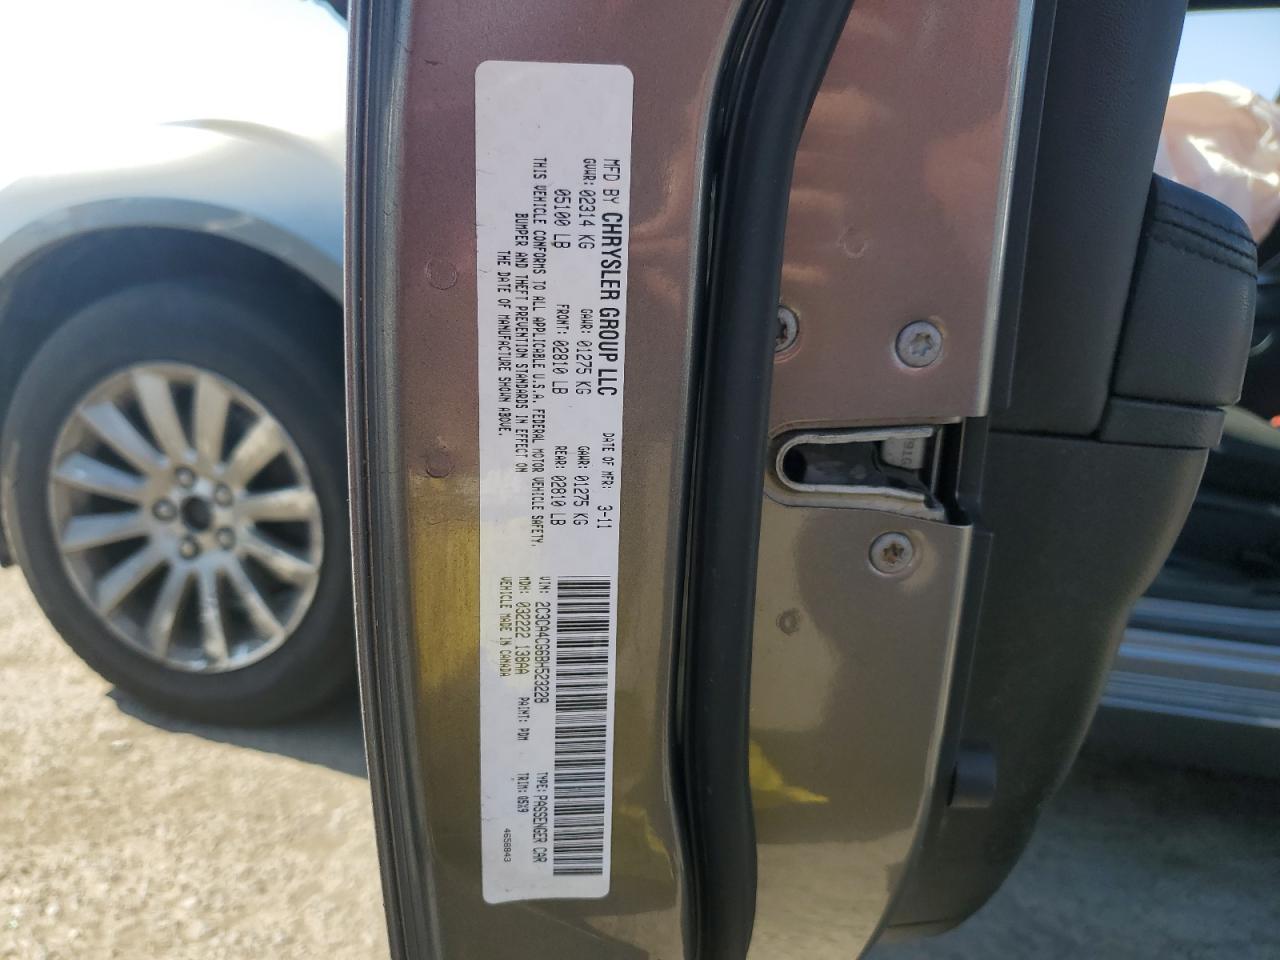 MFD BY CHRYSLER GROUP LLC DATE OF MFR: 3-11
GVWR: 02314 KG GAWR: 01275 KG GAWR: 01275 KG
05100 LB FRONT: 02810 LB REAR: 02810 LB
THIS VEHICLE CONFORMS TO ALL APPLICABLE U.S.A. FEDERAL MOTOR VEHICLE SAFETY,
BUMPER AND THEFT PREVENTION STANDARDS IN EFFECT ON
THE DATE OF MANUFACTURE SHOWN ABOVE.
VIN: 2C3CA4CG6BH523228 TYPE: PASSENGER CAR
MDH: 032222 138AA PAINT: PDM TRIM: Q5X9
VEHICLE MADE IN CANADA 4658843